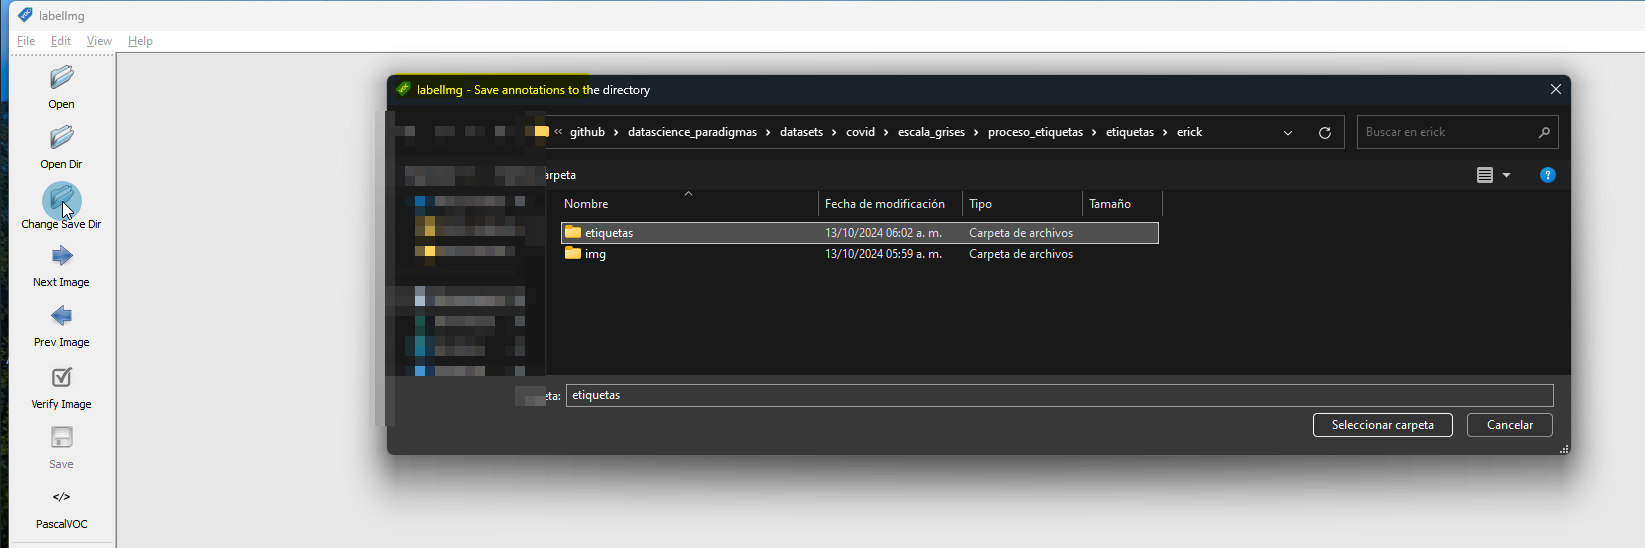 labelImg
File Edit View Help
Open
Open Dir
Change Save Dir
Next Image
Prev Image
Verify Image
Save
</>
PascalVOC
labelImg - Save annotations to the directory
« github › datascience_paradigmas › datasets › covid › escala_grises › proceso_etiquetas › etiquetas › erick
Buscar en erick
arpeta
Nombre Fecha de modificación Tipo Tamaño
etiquetas 13/10/2024 06:02 a. m. Carpeta de archivos
img 13/10/2024 05:59 a. m. Carpeta de archivos
eta: etiquetas
Seleccionar carpeta Cancelar